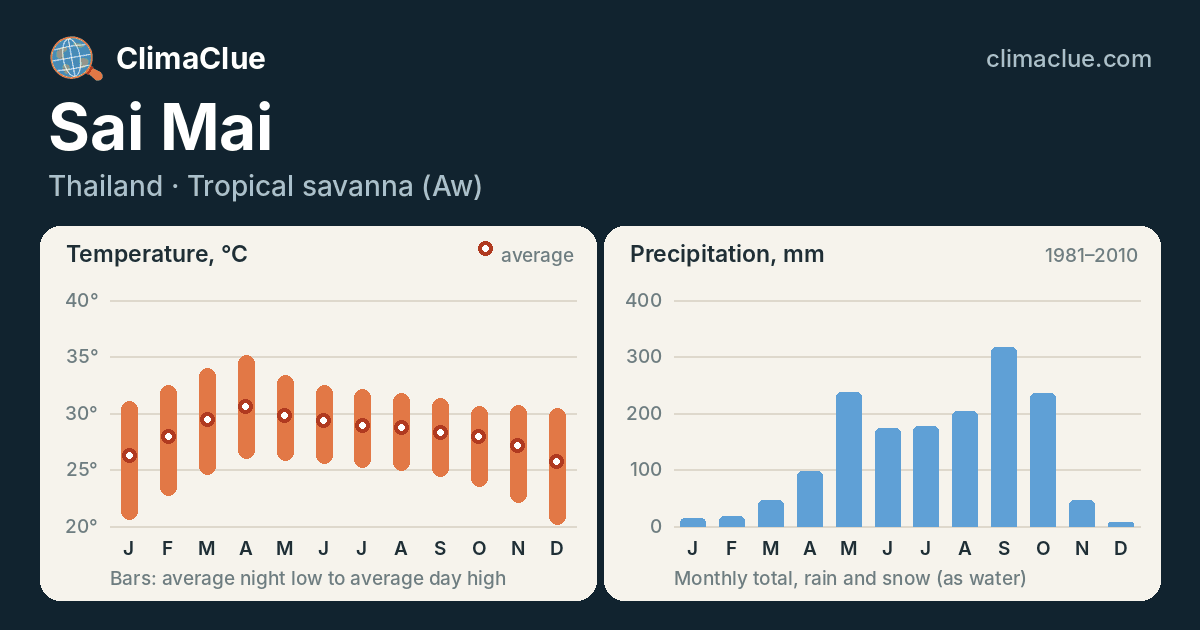 ClimaClue
climaclue.com
Sai Mai
Thailand · Tropical savanna (Aw)
Temperature, °C
average
40°
35°
30°
25°
20°
J F M A M J J A S O N D
Bars: average night low to average day high
Precipitation, mm
1981–2010
400
300
200
100
0
J F M A M J J A S O N D
Monthly total, rain and snow (as water)